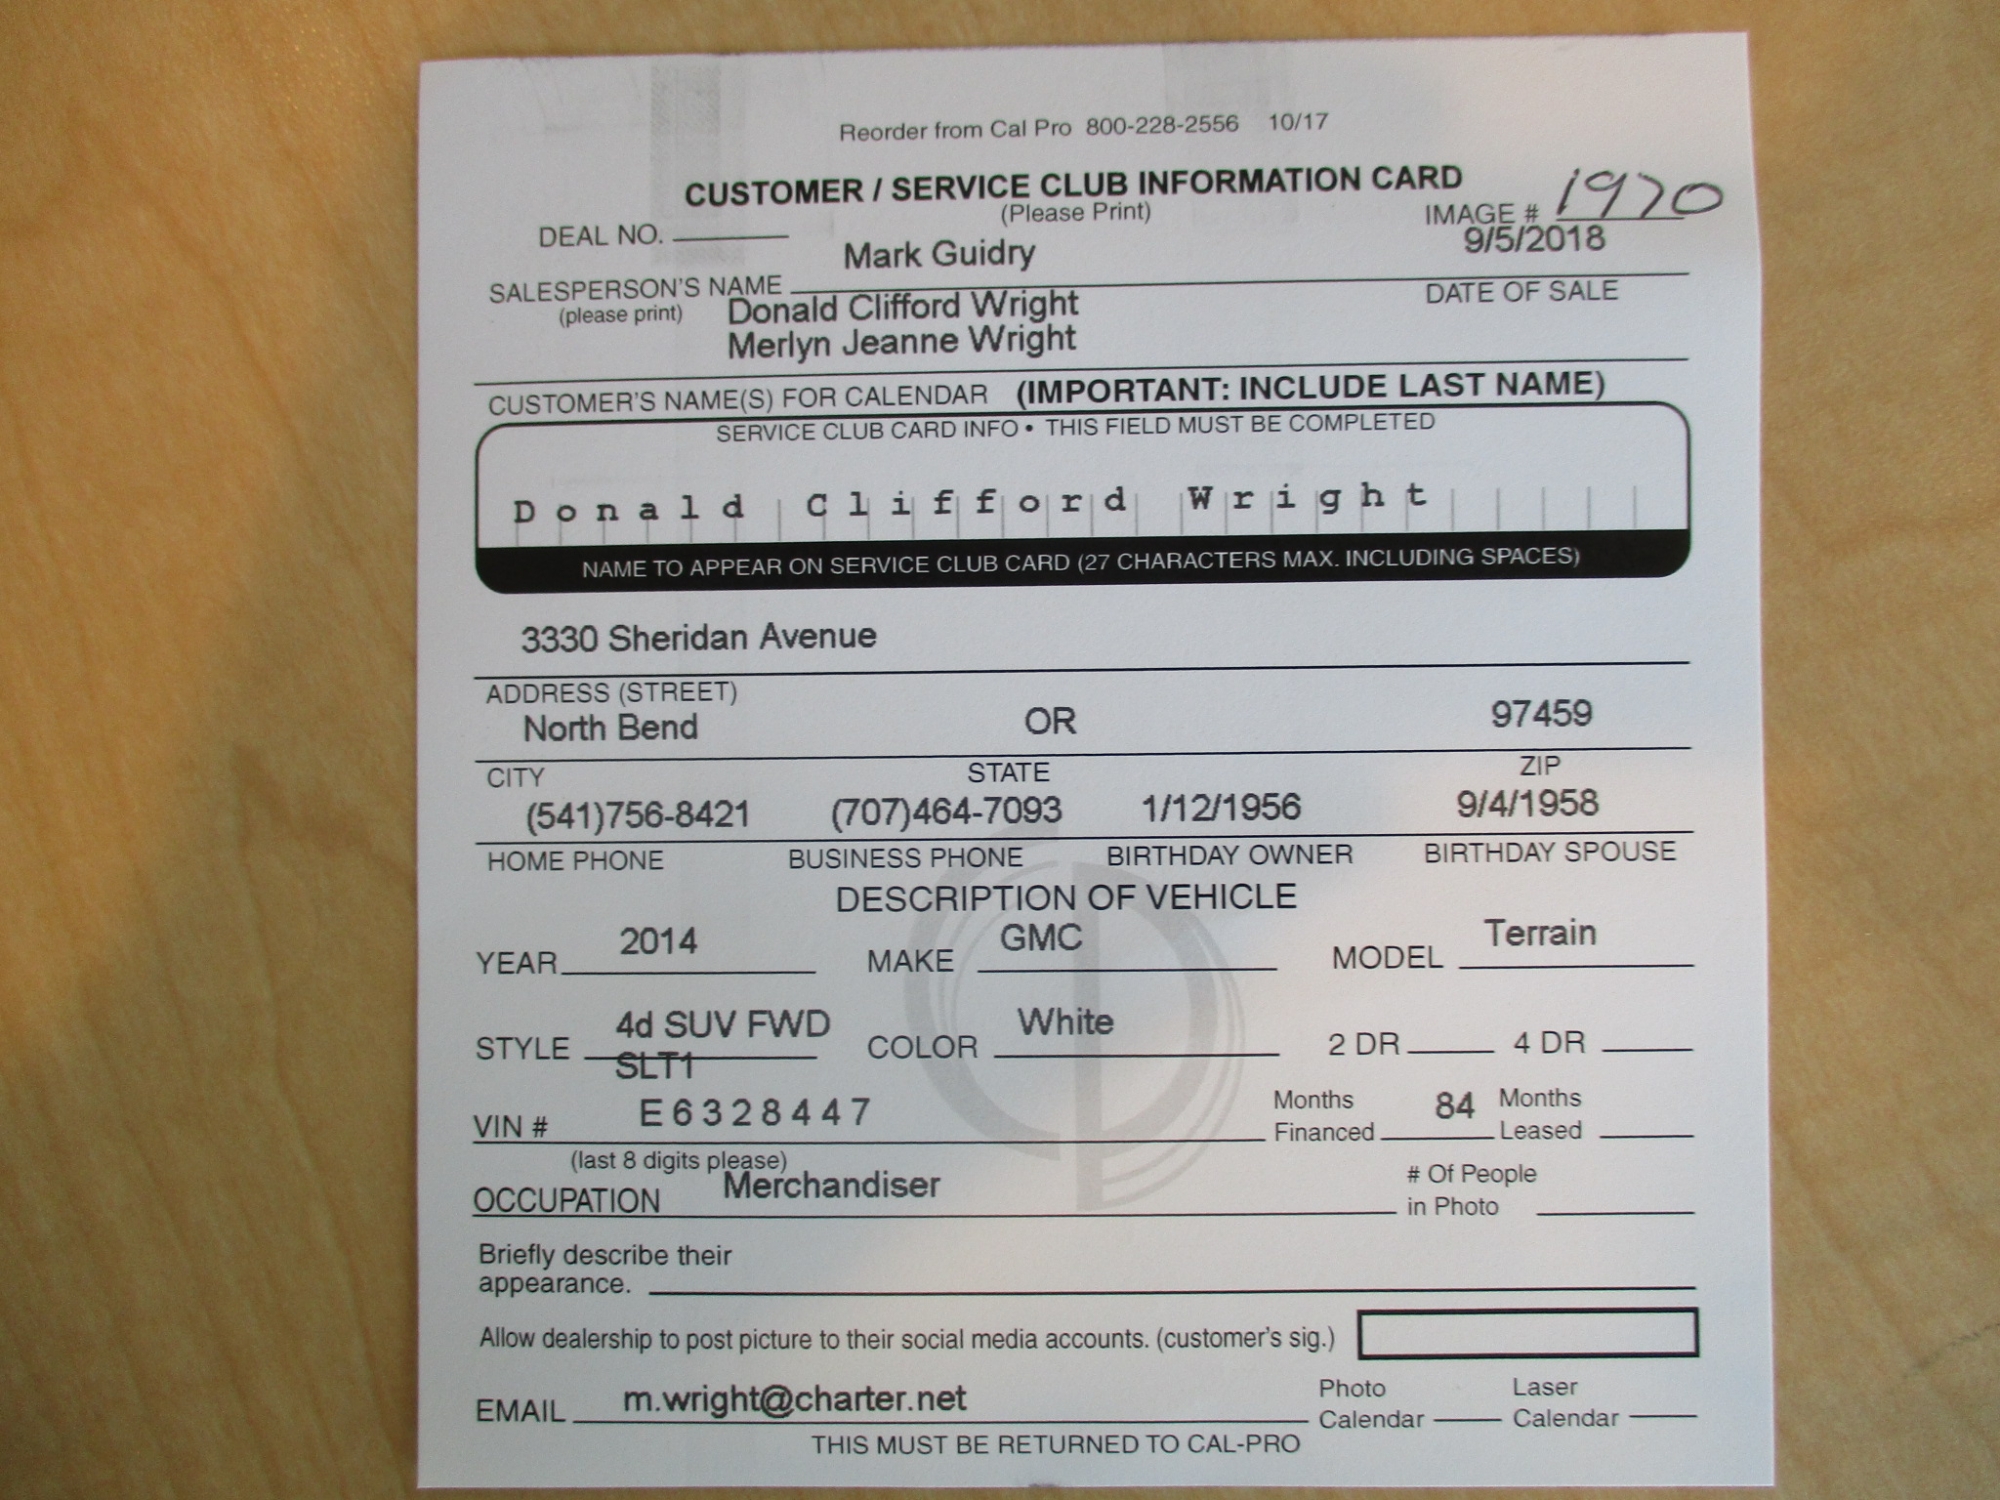 Reorder from Cal Pro 800-228-2556 10/17
CUSTOMER / SERVICE CLUB INFORMATION CARD
(Please Print)
IMAGE # 1970
DEAL NO.
Mark Guidry
9/5/2018
SALESPERSON'S NAME
(please print)
DATE OF SALE
Donald Clifford Wright
Merlyn Jeanne Wright
CUSTOMER'S NAME(S) FOR CALENDAR (IMPORTANT: INCLUDE LAST NAME)
SERVICE CLUB CARD INFO • THIS FIELD MUST BE COMPLETED
Donald Clifford Wright
NAME TO APPEAR ON SERVICE CLUB CARD (27 CHARACTERS MAX. INCLUDING SPACES)
3330 Sheridan Avenue
ADDRESS (STREET)
North Bend OR 97459
CITY STATE ZIP
(541)756-8421 (707)464-7093 1/12/1956 9/4/1958
HOME PHONE BUSINESS PHONE BIRTHDAY OWNER BIRTHDAY SPOUSE
DESCRIPTION OF VEHICLE
YEAR 2014 MAKE GMC MODEL Terrain
STYLE 4d SUV FWD COLOR White 2 DR 4 DR
SLT1
VIN # E6328447 Months Financed 84 Months Leased
(last 8 digits please)
OCCUPATION Merchandiser # Of People in Photo
Briefly describe their
appearance.
Allow dealership to post picture to their social media accounts. (customer's sig.)
EMAIL m.wright@charter.net Photo Calendar Laser Calendar
THIS MUST BE RETURNED TO CAL-PRO